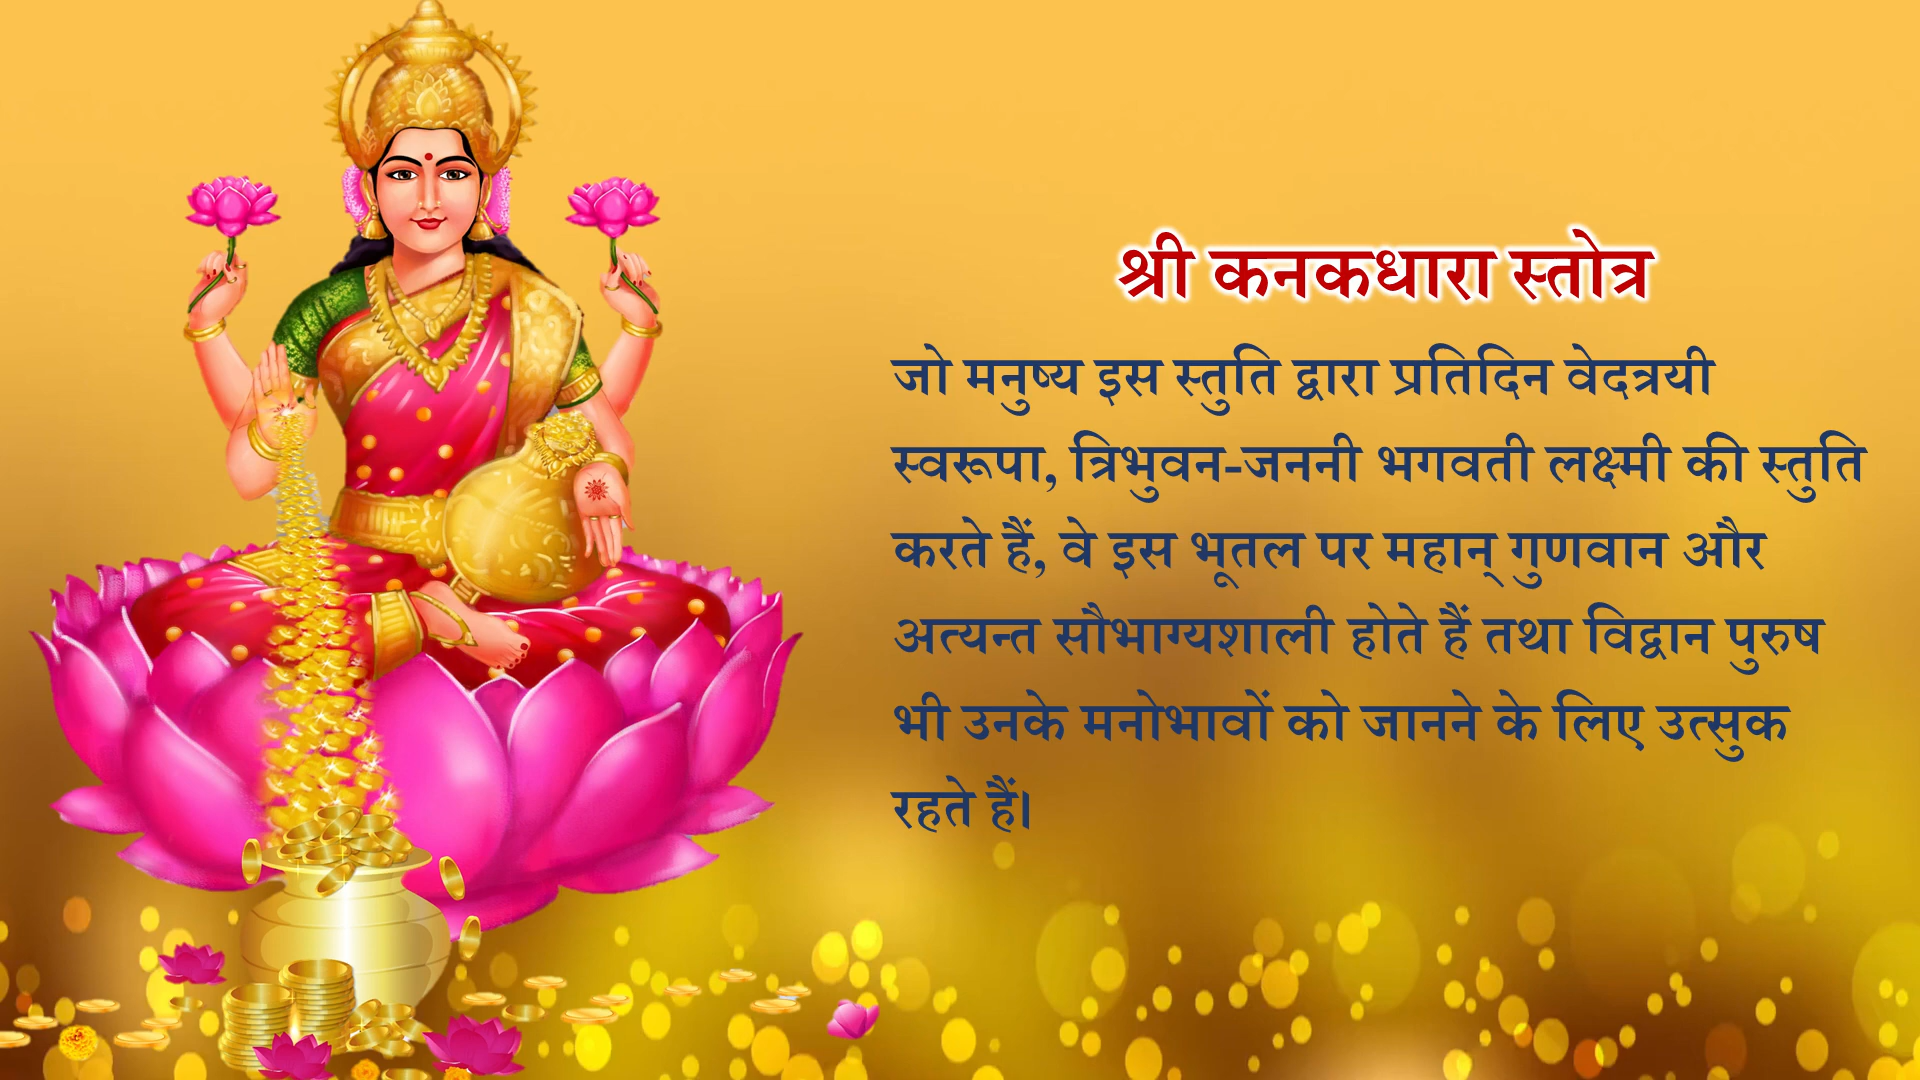 श्री कनकधारा स्तोत्र
जो मनुष्य इस स्तुति द्वारा प्रतिदिन वेदत्रयी
स्वरूपा, त्रिभुवन-जननी भगवती लक्ष्मी की स्तुति
करते हैं, वे इस भूतल पर महान् गुणवान और
अत्यन्त सौभाग्यशाली होते हैं तथा विद्वान पुरुष
भी उनके मनोभावों को जानने के लिए उत्सुक
रहते हैं।